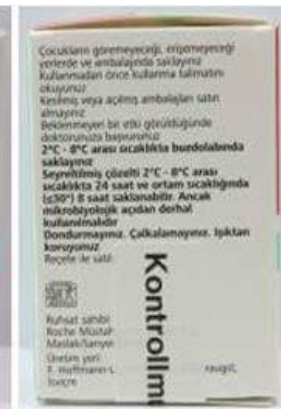 Çocukların göremeyeceği, erişemeyeceği
yerlerde ve ambalajında saklayınız
Kullanmadan önce kullanma talimatını
okuyunuz
Kesilmiş veya açılmış ambalajları satın
almayınız
Beklenmeyen bir etki görüldüğünde
doktorunuza başvurunuz
2°C - 8°C arası sıcaklıkta buzdolabında
saklayınız
Seyreltilmiş çözelti 2°C - 8°C arası
sıcaklıkta 24 saat ve ortam sıcaklığında
(≤30°) 8 saat saklanabilir. Ancak
mikrobiyolojik açıdan derhal
kullanılmalıdır
Dondurmayınız. Çalkalamayınız. Işıktan
koruyunuz
Reçete ile satıl
Ruhsat sahibi
Roche Müstah
Maslak/Sarıye
Üretim yeri
F. Hoffmann-L
İsviçre
Kontrollmu